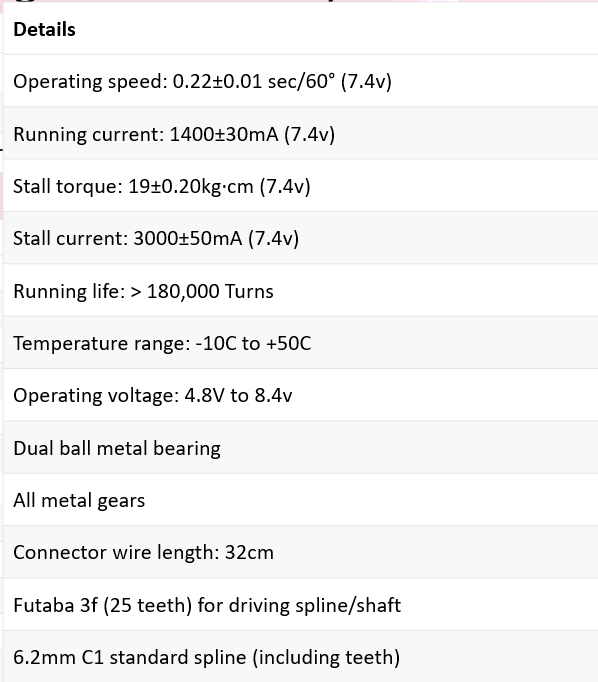 Details
Operating speed: 0.22±0.01 sec/60° (7.4v)
Running current: 1400±30mA (7.4v)
Stall torque: 19±0.20kg·cm (7.4v)
Stall current: 3000±50mA (7.4v)
Running life: > 180,000 Turns
Temperature range: -10C to +50C
Operating voltage: 4.8V to 8.4v
Dual ball metal bearing
All metal gears
Connector wire length: 32cm
Futaba 3f (25 teeth) for driving spline/shaft
6.2mm C1 standard spline (including teeth)